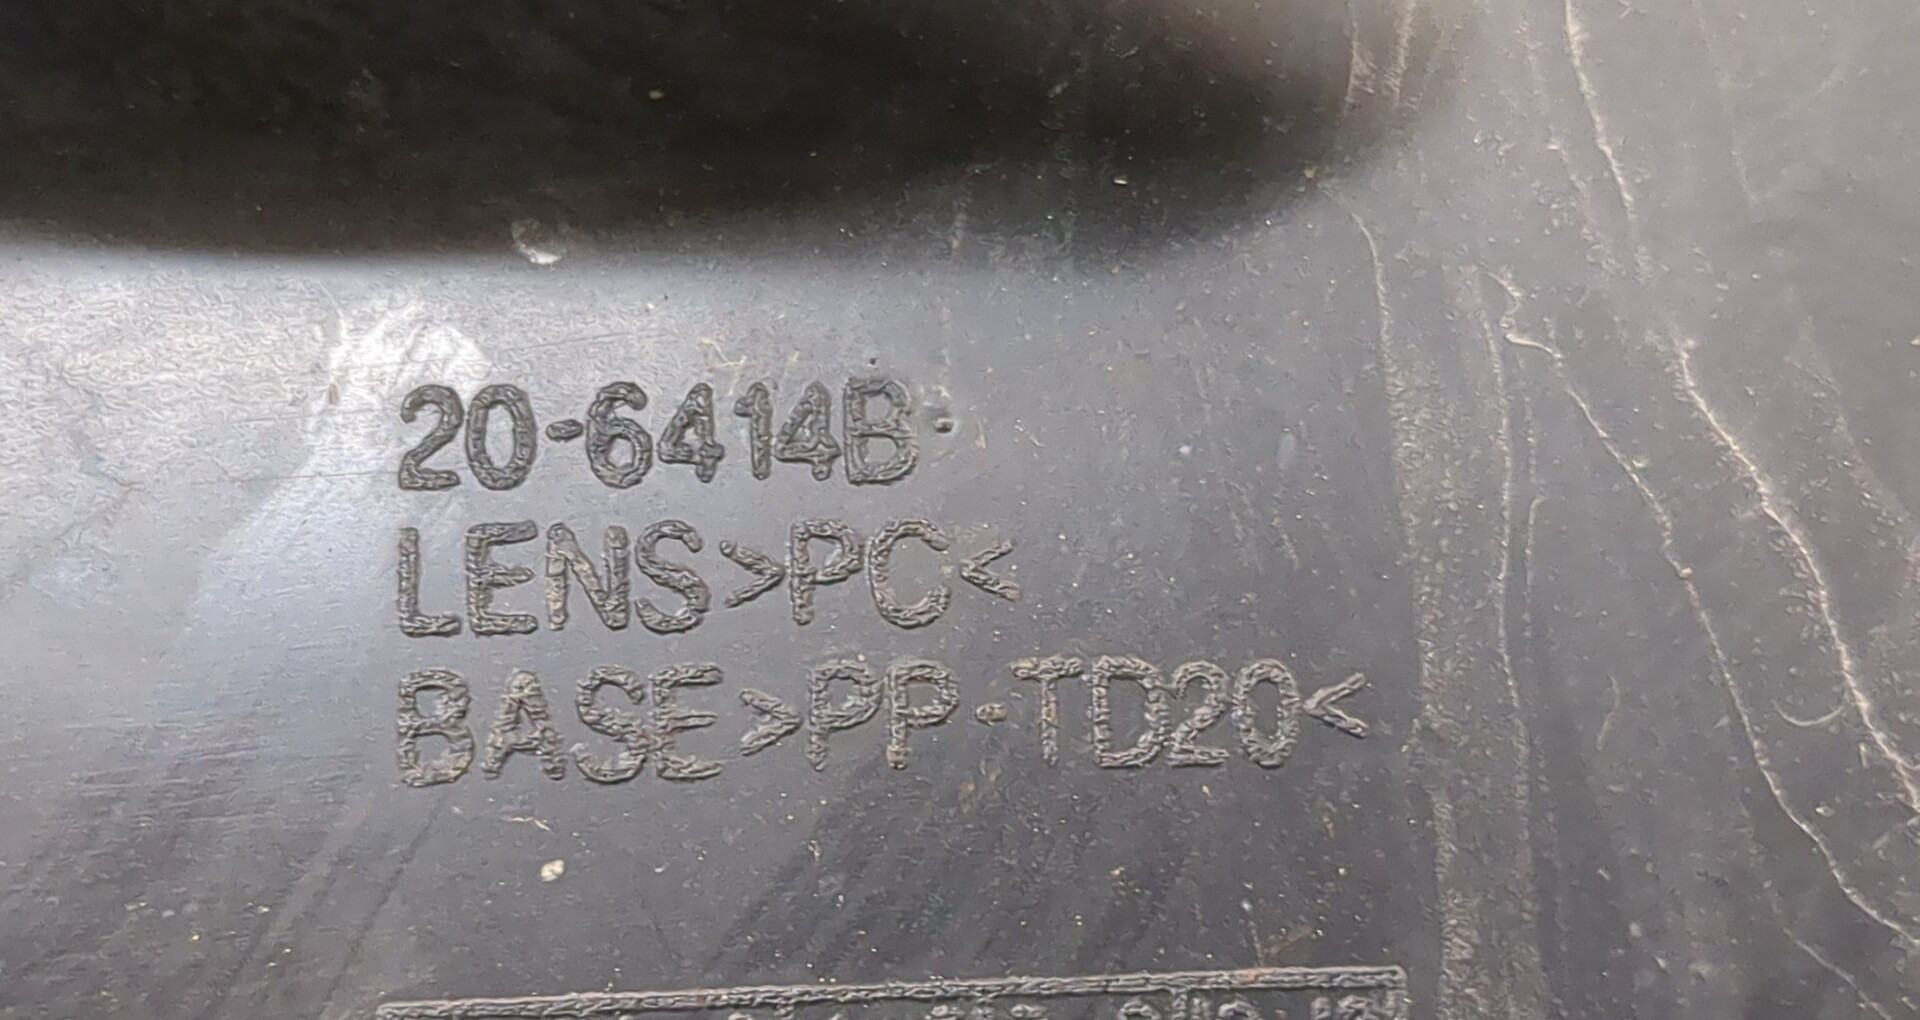 20-6414B
LENS>PC<
BASE>PP-TD20<